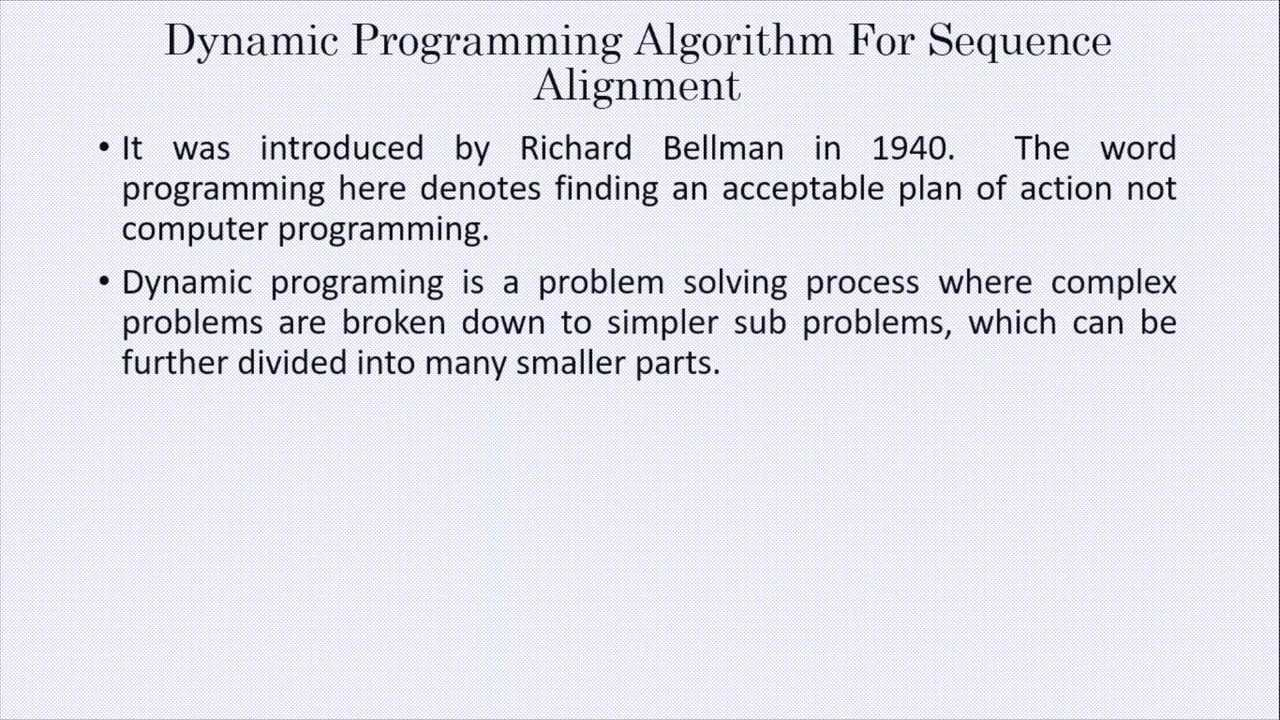 Dynamic Programming Algorithm For Sequence
Alignment
• It was introduced by Richard Bellman in 1940. The word
programming here denotes finding an acceptable plan of action not
computer programming.
• Dynamic programing is a problem solving process where complex
problems are broken down to simpler sub problems, which can be
further divided into many smaller parts.